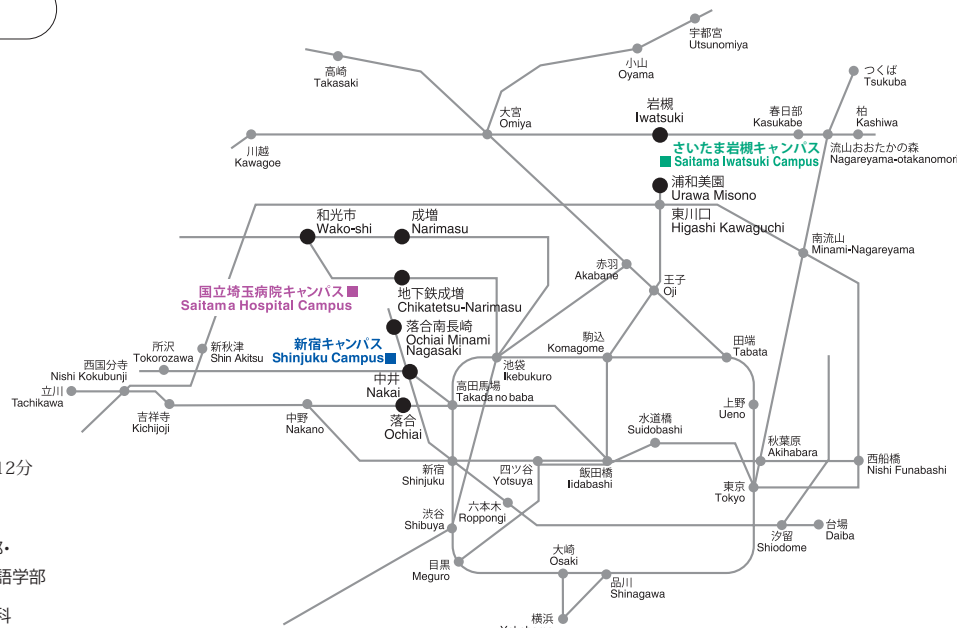 宇都宮
Utsunomiya
高崎
Takasaki
小山
Oyama
つくば
Tsukuba
大宮
Omiya
岩槻
Iwatsuki
春日部
Kasukabe
柏
Kashiwa
川越
Kawagoe
さいたま岩槻キャンパス
Saitama Iwatsuki Campus
流山おおたかの森
Nagareyama-otakanomori
浦和美園
Urawa Misono
東川口
Higashi Kawaguchi
和光市
Wako-shi
成増
Narimasu
南流山
Minami-Nagareyama
赤羽
Akabane
王子
Oji
国立埼玉病院キャンパス
Saitama Hospital Campus
地下鉄成増
Chikatetsu-Narimasu
落合南長崎
Ochiai Minami
Nagasaki
新宿キャンパス
Shinjuku Campus
駒込
Komagome
田端
Tabata
所沢
Tokorozawa
新秋津
Shin Akitsu
西国分寺
Nishi Kokubunji
池袋
Ikebukuro
中井
Nakai
高田馬場
Takada no baba
立川
Tachikawa
吉祥寺
Kichijoji
中野
Nakano
落合
Ochiai
水道橋
Suidobashi
上野
Ueno
秋葉原
Akihabara
西船橋
Nishi Funabashi
12分
新宿
Shinjuku
四ツ谷
Yotsuya
飯田橋
Iidabashi
東京
Tokyo
六本木
Roppongi
渋谷
Shibuya
汐留
Shiodome
台場
Daiba
大崎
Osaki
目黒
Meguro
品川
Shinagawa
語学部
科
横浜